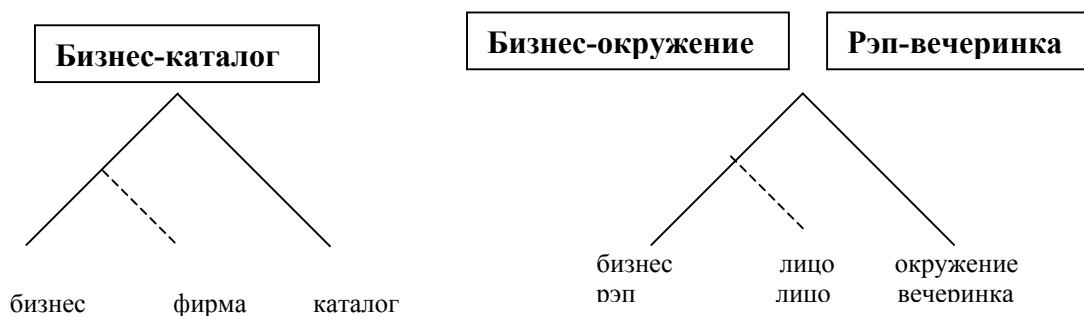 Бизнес-каталог
Бизнес-окружение
Рэп-вечеринка
бизнес фирма каталог
бизнес лицо окружение
рэп лицо вечеринка